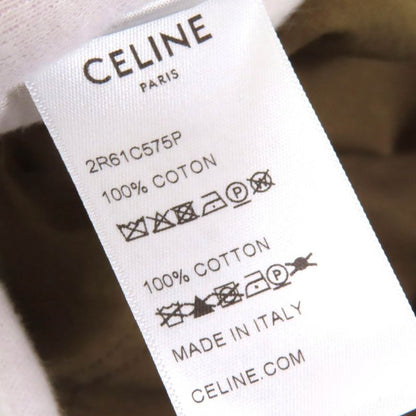 CELINE
PARIS
2R61C575P
100% COTON
100% COTTON
MADE IN ITALY
CELINE.COM